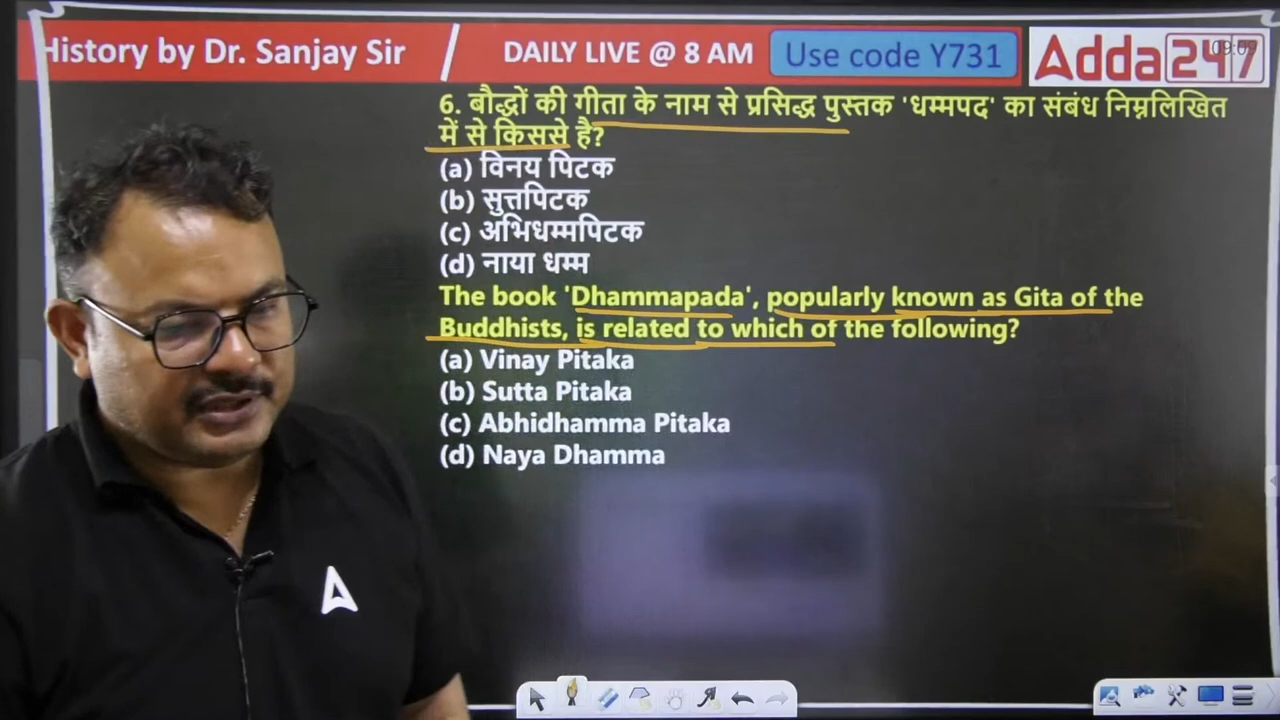 History by Dr. Sanjay Sir
DAILY LIVE @ 8 AM
Use code Y731
Adda247
09:09
6. बौद्धों की गीता के नाम से प्रसिद्ध पुस्तक 'धम्मपद' का संबंध निम्नलिखित
में से किससे है?
(a) विनय पिटक
(b) सुत्तपिटक
(c) अभिधम्मपिटक
(d) नाया धम्म
The book 'Dhammapada', popularly known as Gita of the
Buddhists, is related to which of the following?
(a) Vinay Pitaka
(b) Sutta Pitaka
(c) Abhidhamma Pitaka
(d) Naya Dhamma